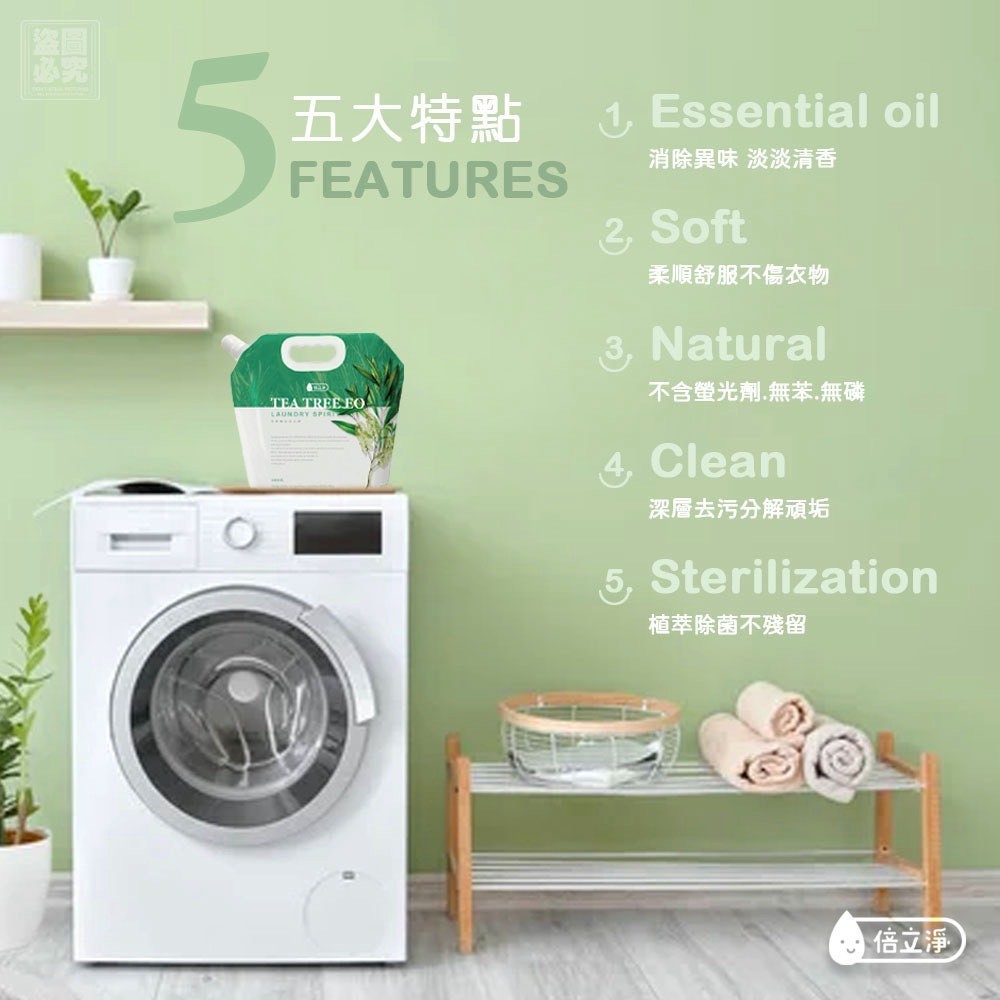 盜圖
必究
5 五大特點
FEATURES
1. Essential oil
消除異味 淡淡清香
2. Soft
柔順舒服不傷衣物
3. Natural
不含螢光劑.無苯.無磷
4. Clean
深層去污分解頑垢
5. Sterilization
植萃除菌不殘留
倍立淨
TEA TREE.EO
LAUNDRY
倍立淨